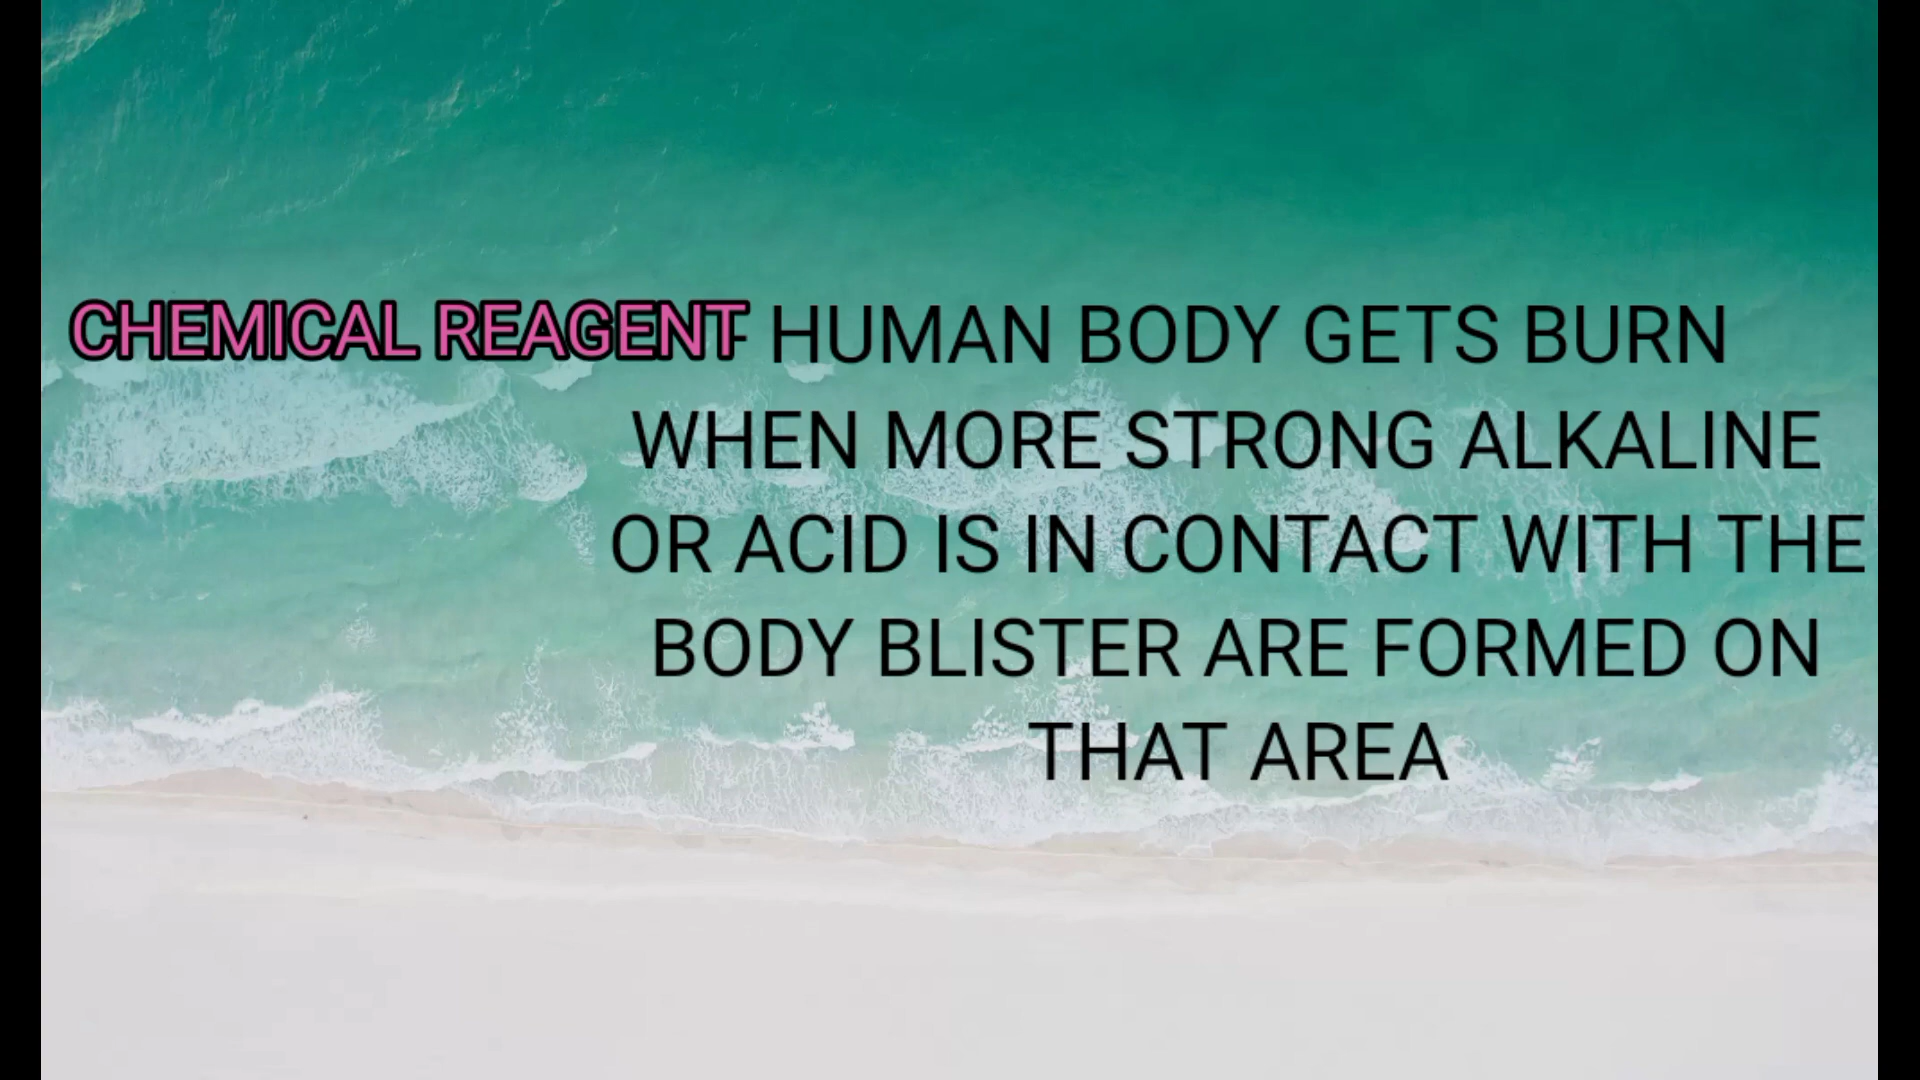 CHEMICAL REAGENT- HUMAN BODY GETS BURN
WHEN MORE STRONG ALKALINE
OR ACID IS IN CONTACT WITH THE
BODY BLISTER ARE FORMED ON
THAT AREA